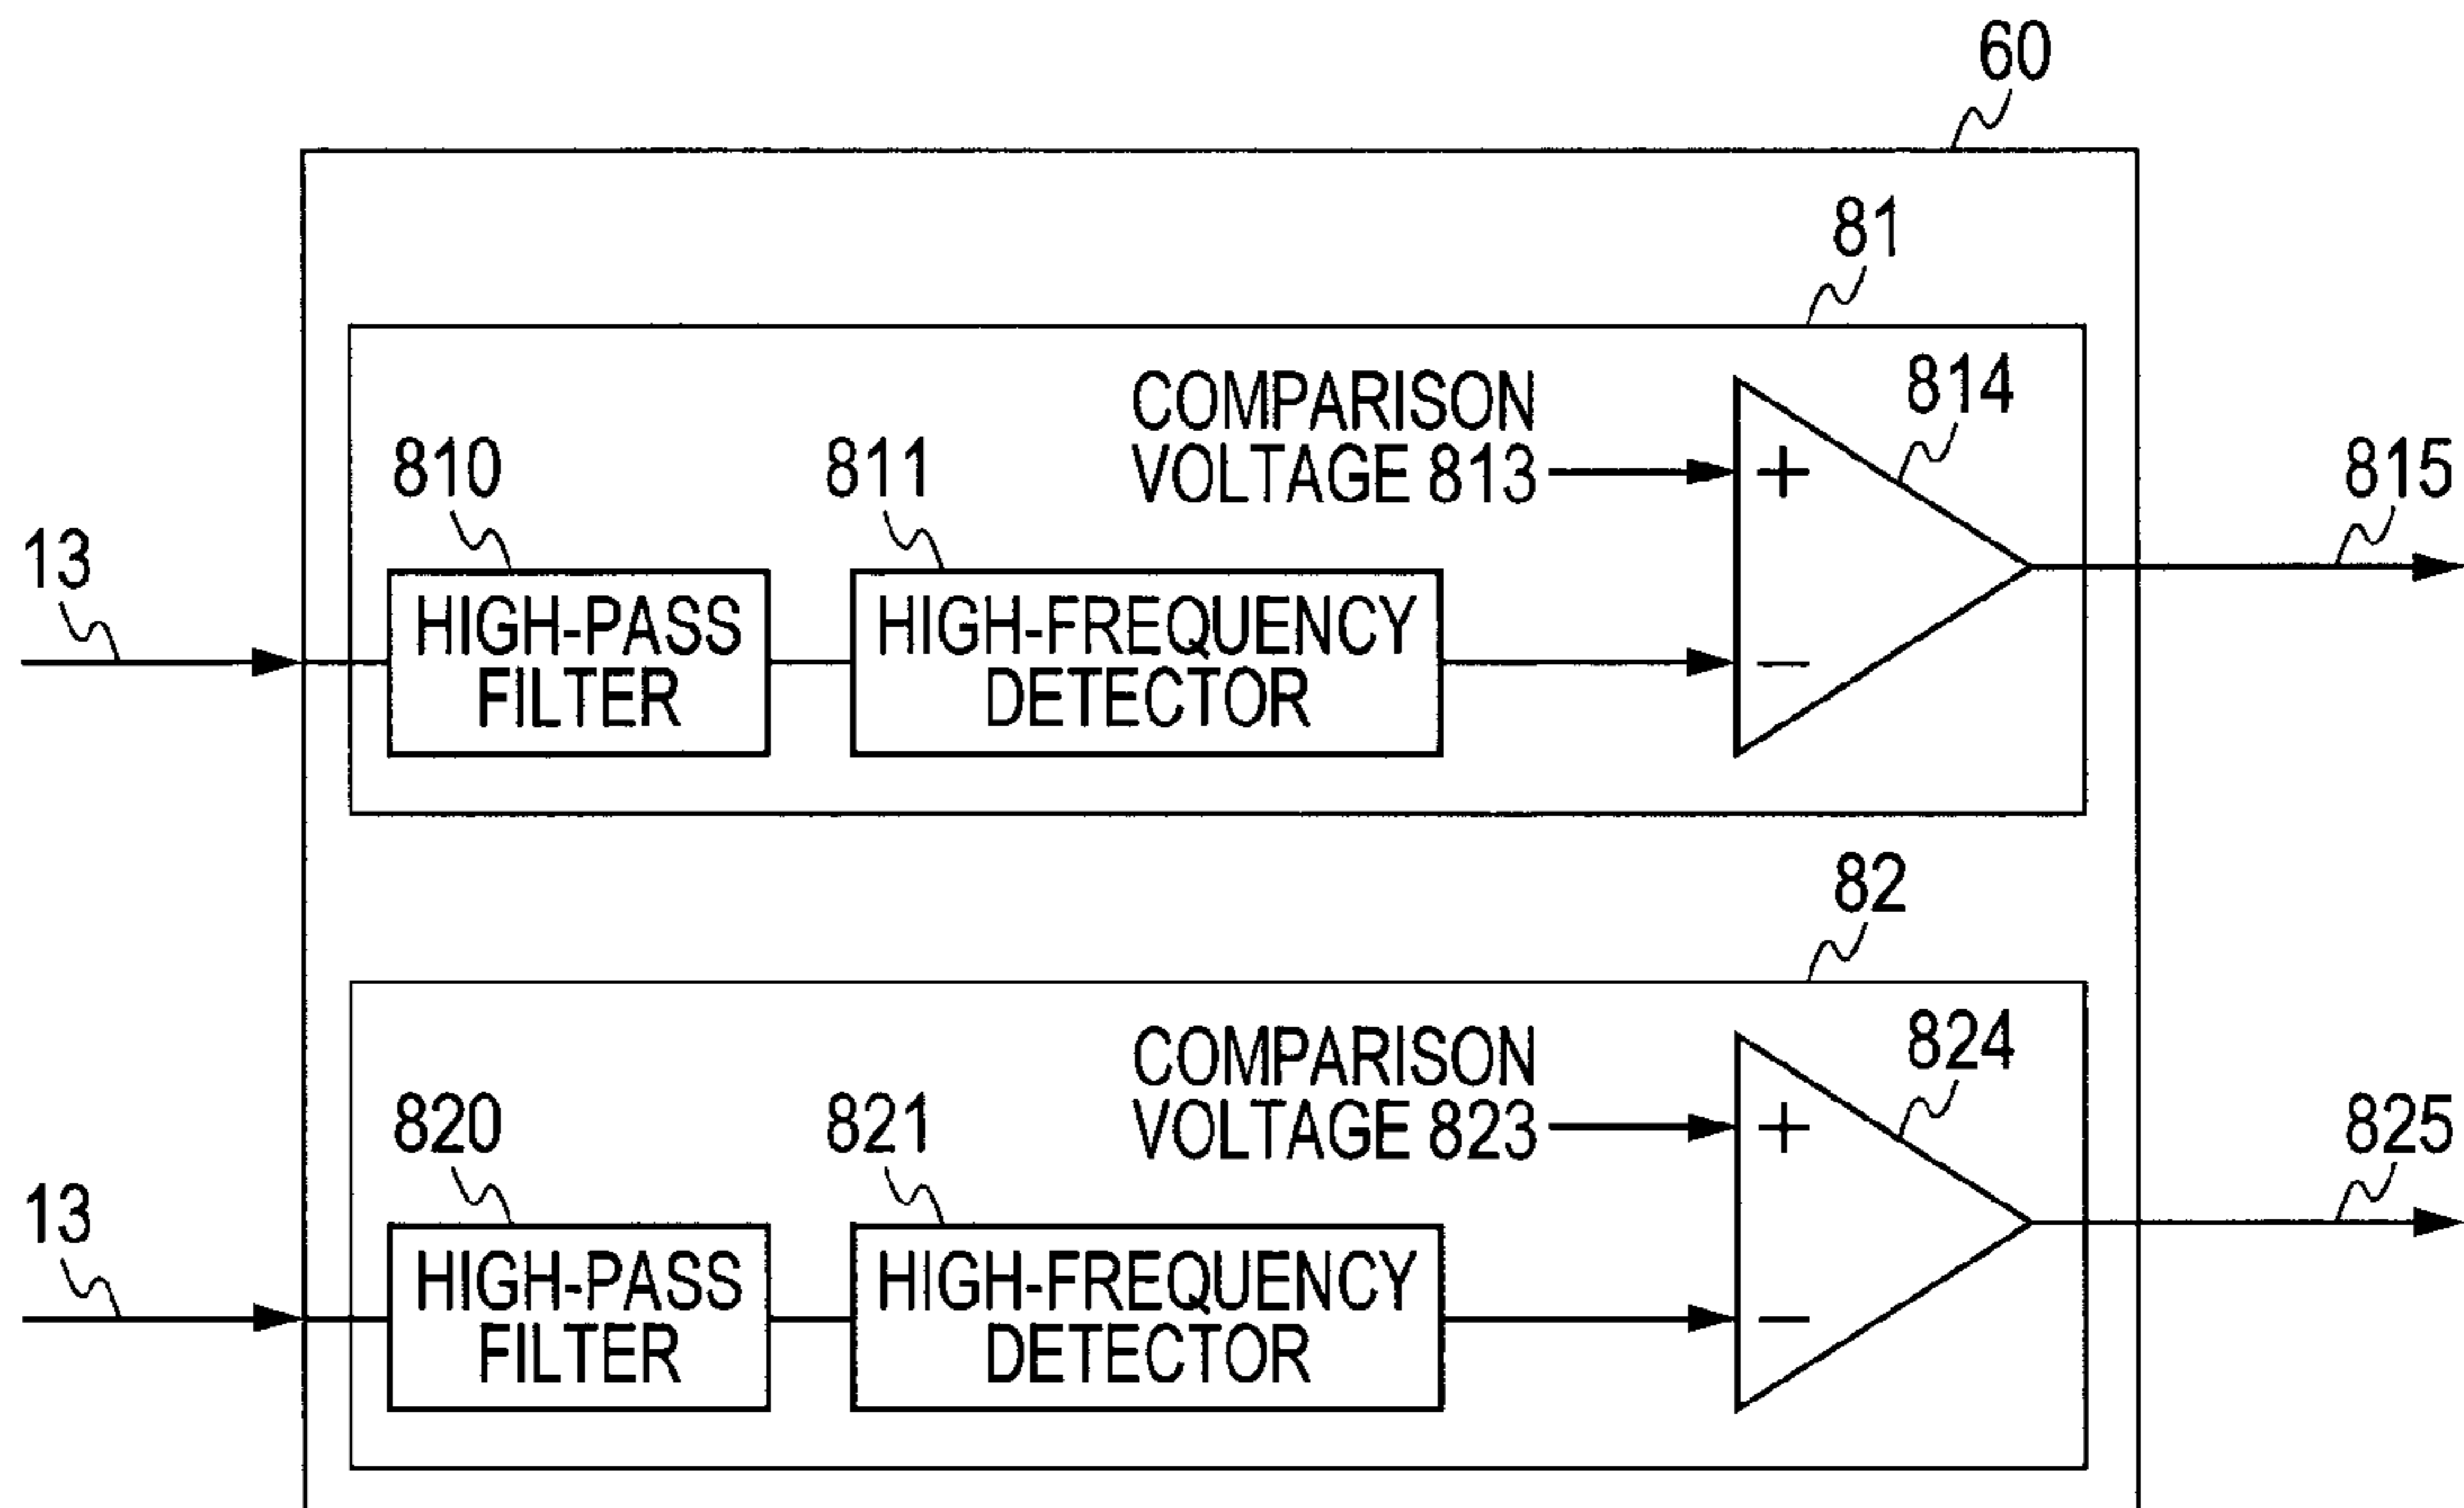 60
81
COMPARISON
VOLTAGE 813
814
810
811
815
13
+
HIGH-PASS
FILTER
HIGH-FREQUENCY
DETECTOR
−
82
COMPARISON
VOLTAGE 823
824
820
821
825
13
+
HIGH-PASS
FILTER
HIGH-FREQUENCY
DETECTOR
−